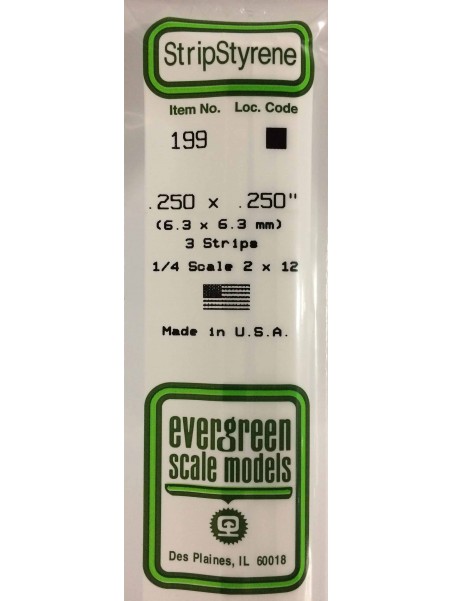 StripStyrene
Item No. Loc. Code
199
.250 x .250"
(6.3 x 6.3 mm)
3 Strips
1/4 Scale 2 x 12
Made in U.S.A.
evergreen
scale models
Des Plaines, IL 60018